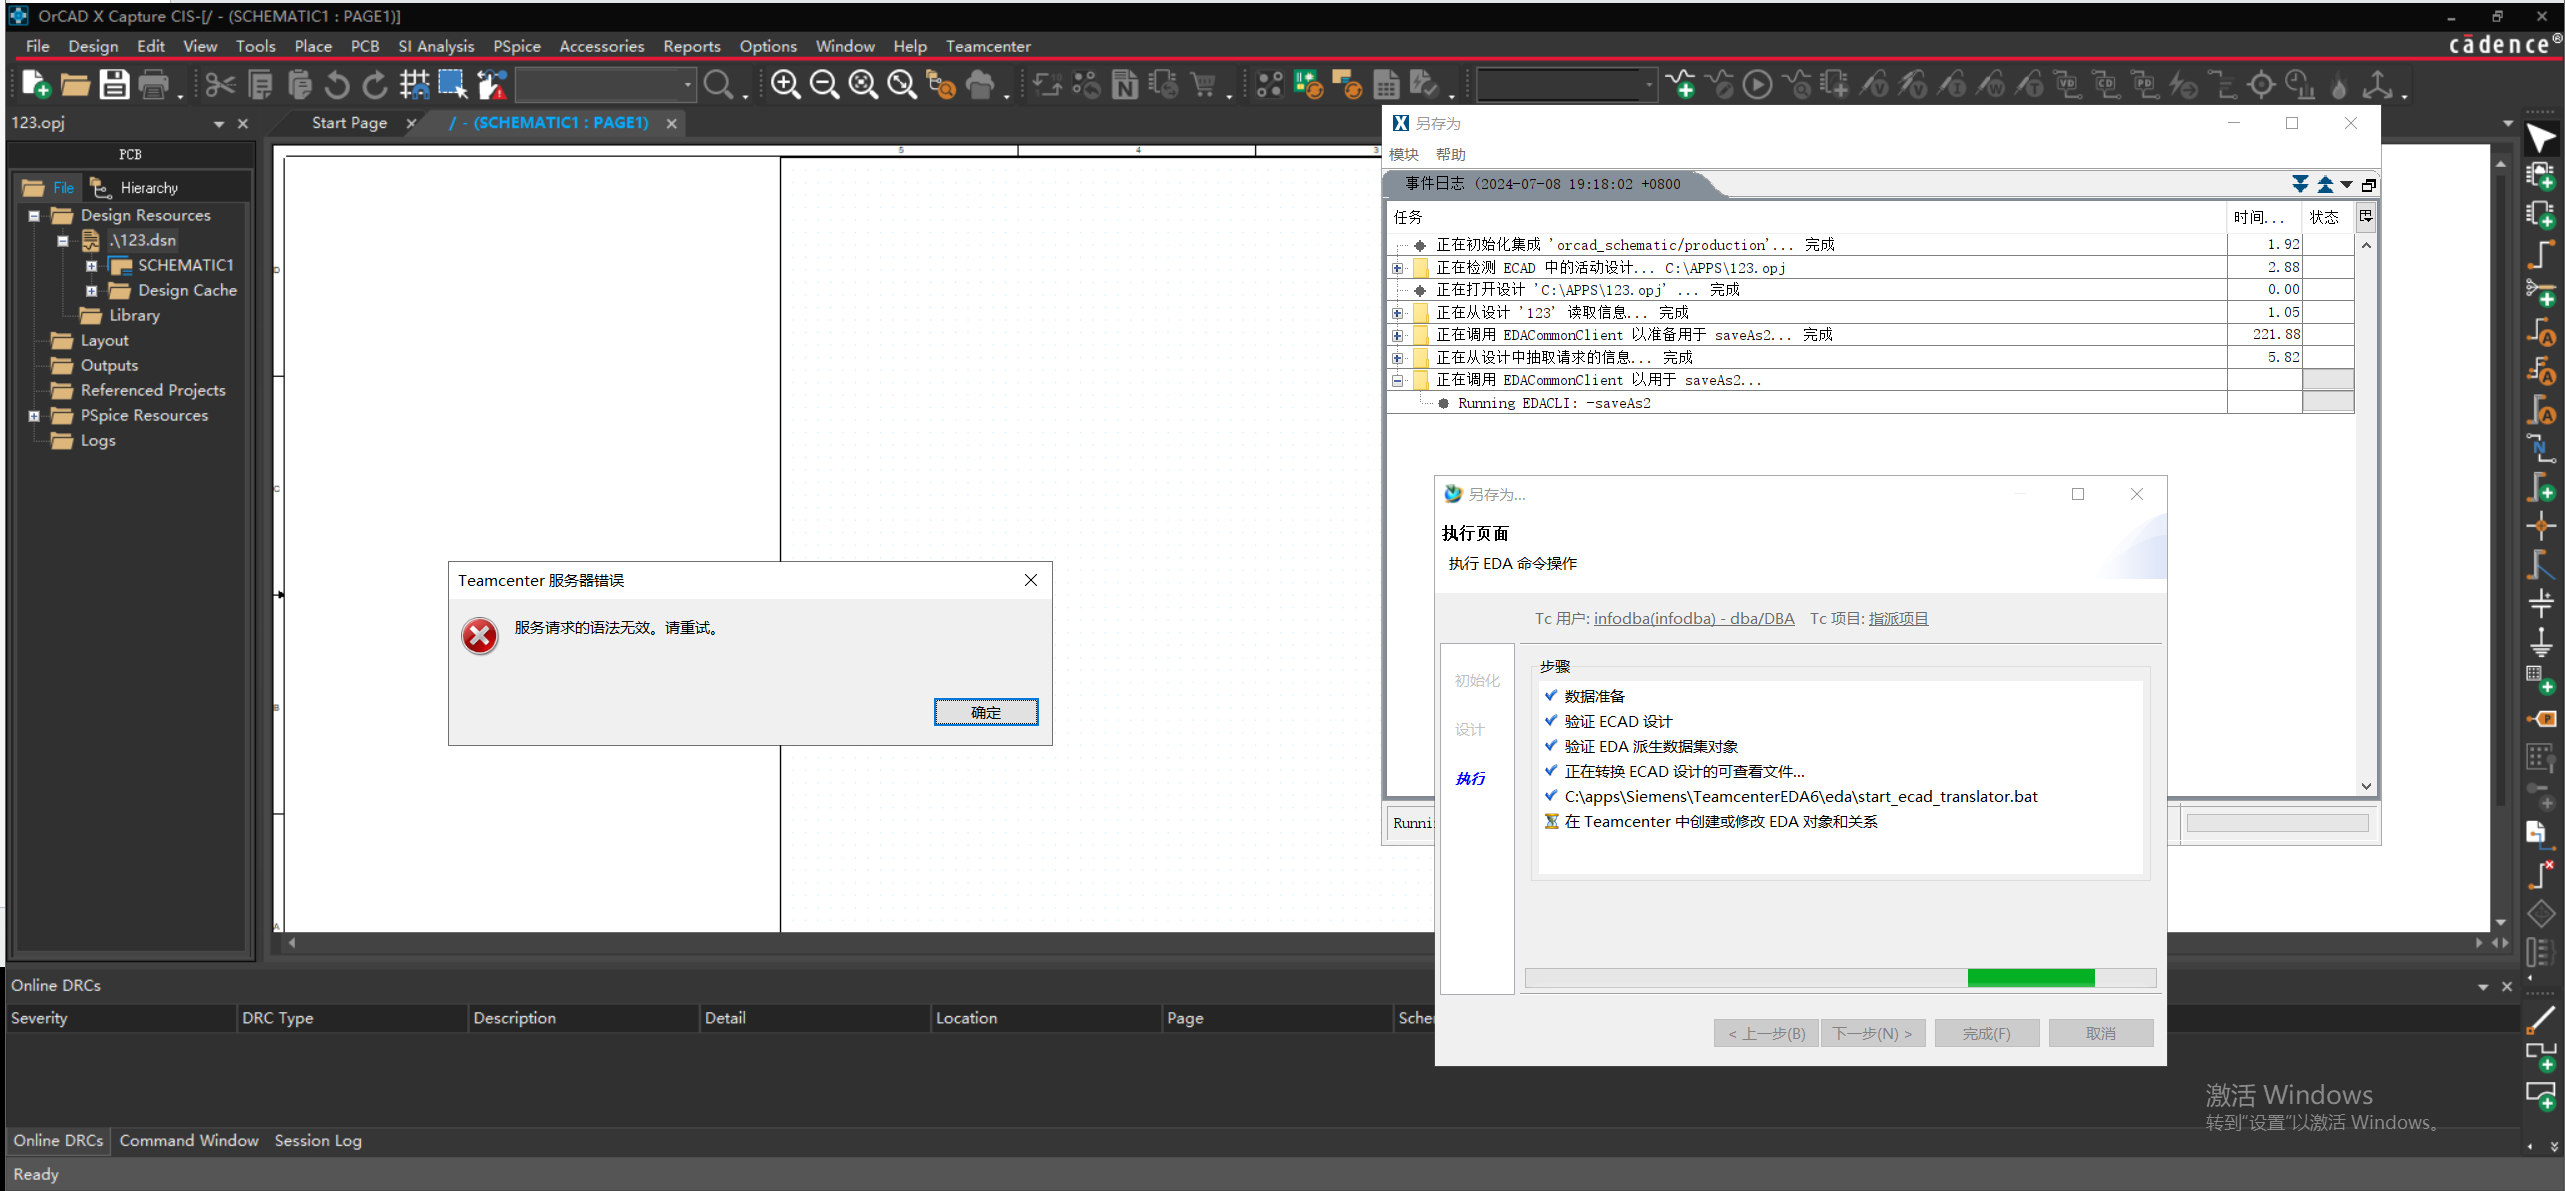 OrCAD X Capture CIS-[/ - (SCHEMATIC1 : PAGE1)]
File Design Edit View Tools Place PCB SI Analysis PSpice Accessories Reports Options Window Help Teamcenter
cādence®
123.opj
Start Page
/ - (SCHEMATIC1 : PAGE1)
PCB
File Hierarchy
Design Resources
.\123.dsn
SCHEMATIC1
Design Cache
Library
Layout
Outputs
Referenced Projects
PSpice Resources
Logs
5 4 3
D
C
B
A
另存为
模块 帮助
事件日志 (2024-07-08 19:18:02 +0800
任务 时间... 状态
正在初始化集成 'orcad_schematic/production'... 完成 1.92
正在检测 ECAD 中的活动设计... C:\APPS\123.opj 2.88
正在打开设计 'C:\APPS\123.opj' ... 完成 0.00
正在从设计 '123' 读取信息... 完成 1.05
正在调用 EDACommonClient 以准备用于 saveAs2... 完成 221.88
正在从设计中抽取请求的信息... 完成 5.82
正在调用 EDACommonClient 以用于 saveAs2...
Running EDACLI: -saveAs2
Runni
另存为...
执行页面
执行 EDA 命令操作
Tc 用户: infodba(infodba) - dba/DBA Tc 项目: 指派项目
初始化
设计
执行
步骤
数据准备
验证 ECAD 设计
验证 EDA 派生数据集对象
正在转换 ECAD 设计的可查看文件...
C:\apps\Siemens\TeamcenterEDA6\eda\start_ecad_translator.bat
在 Teamcenter 中创建或修改 EDA 对象和关系
< 上一步(B) 下一步(N) > 完成(F) 取消
Teamcenter 服务器错误
服务请求的语法无效。请重试。
确定
Online DRCs
Severity DRC Type Description Detail Location Page Scher
激活 Windows
转到"设置"以激活 Windows。
Online DRCs Command Window Session Log
Ready